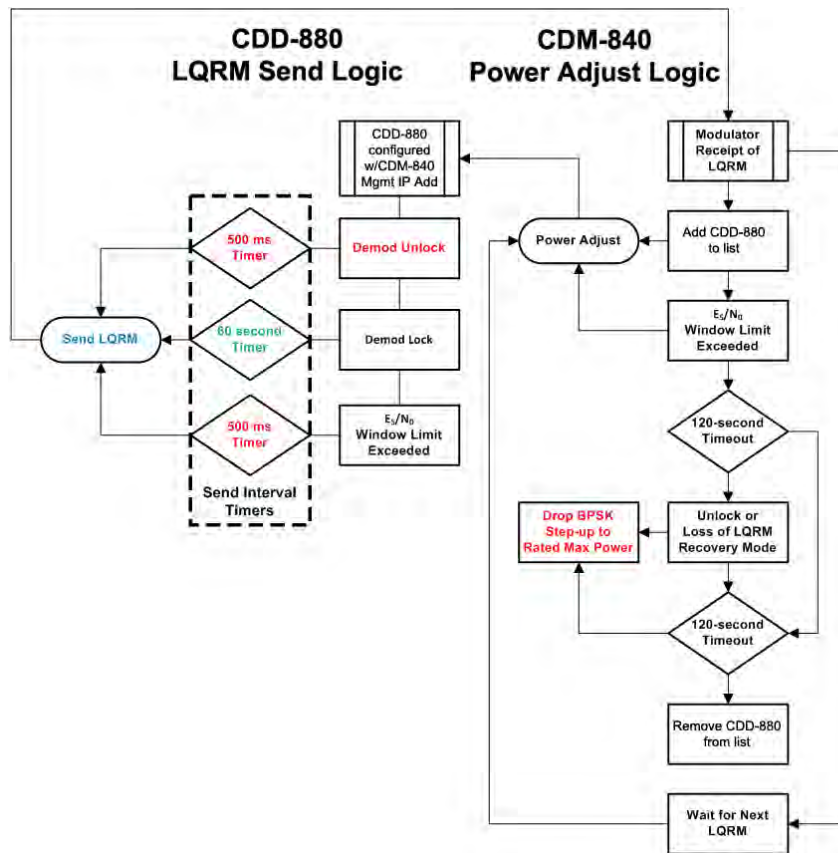 CDD-880
LQRM Send Logic
CDM-840
Power Adjust Logic
CDD-880
configured
w/CDM-840
Mgmt IP Add
Modulator
Receipt of
LQRM
500 ms
Timer
Demod Unlock
Power Adjust
Add CDD-880
to list
Send LQRM
60 second
Timer
Demod Lock
Es/N0
Window Limit
Exceeded
500 ms
Timer
Es/N0
Window Limit
Exceeded
120-second
Timeout
Send Interval
Timers
Drop BPSK
Step-up to
Rated Max Power
Unlock or
Loss of LQRM
Recovery Mode
120-second
Timeout
Remove CDD-880
from list
Wait for Next
LQRM